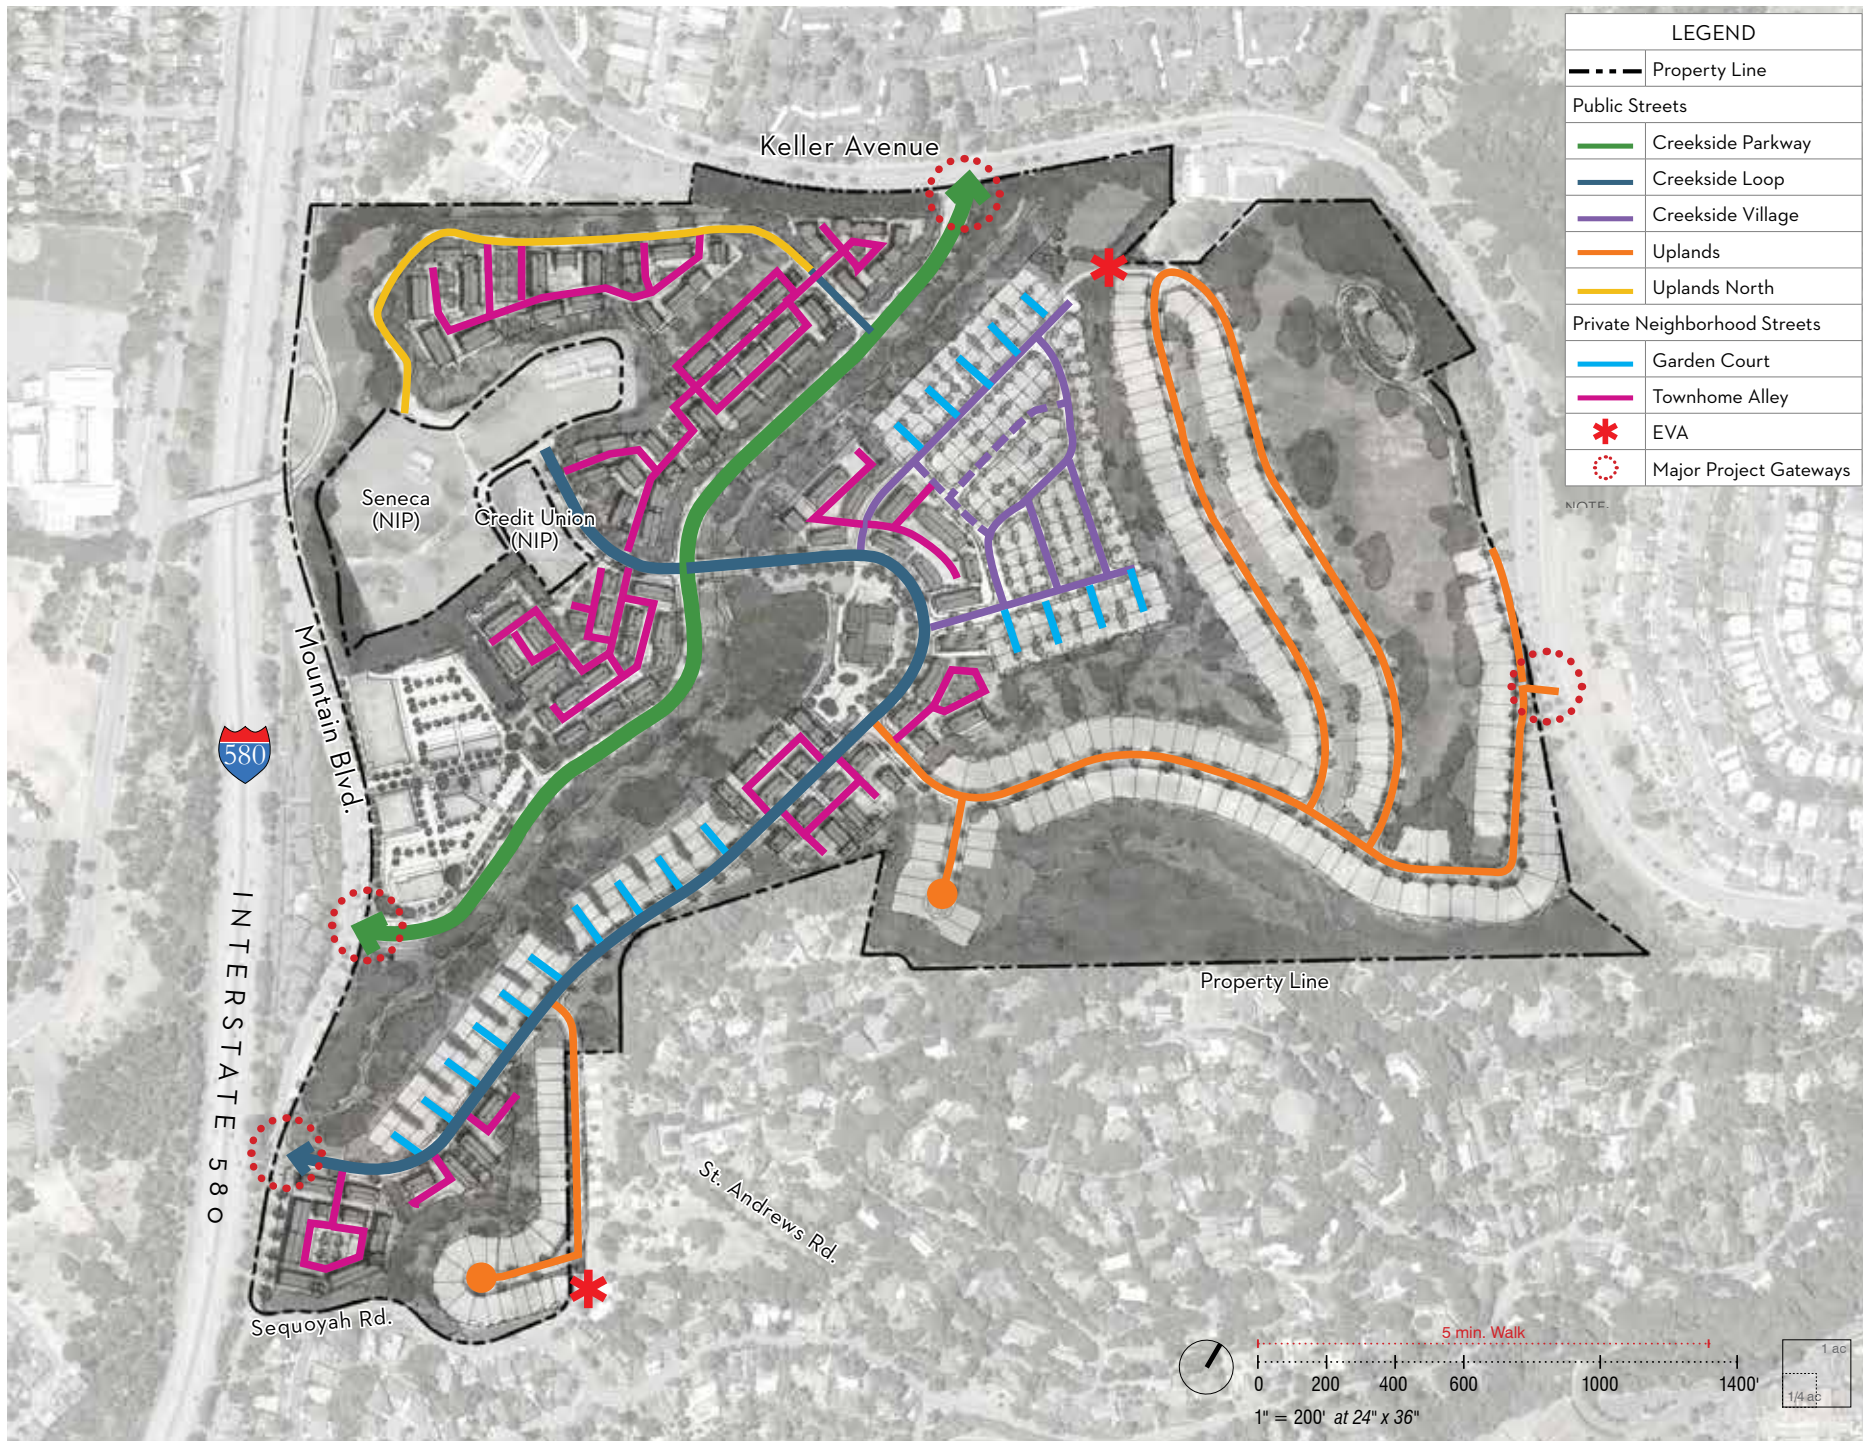 LEGEND
Property Line
Public Streets
Creekside Parkway
Creekside Loop
Creekside Village
Uplands
Uplands North
Private Neighborhood Streets
Garden Court
Townhome Alley
EVA
Major Project Gateways
NOTE:
Keller Avenue
Seneca
(NIP)
Credit Union
(NIP)
Mountain Blvd.
580
INTERSTATE 580
Property Line
St. Andrews Rd.
Sequoyah Rd.
5 min. Walk
0 200 400 600 1000 1400'
1" = 200' at 24" x 36"
1 ac
1/4 ac